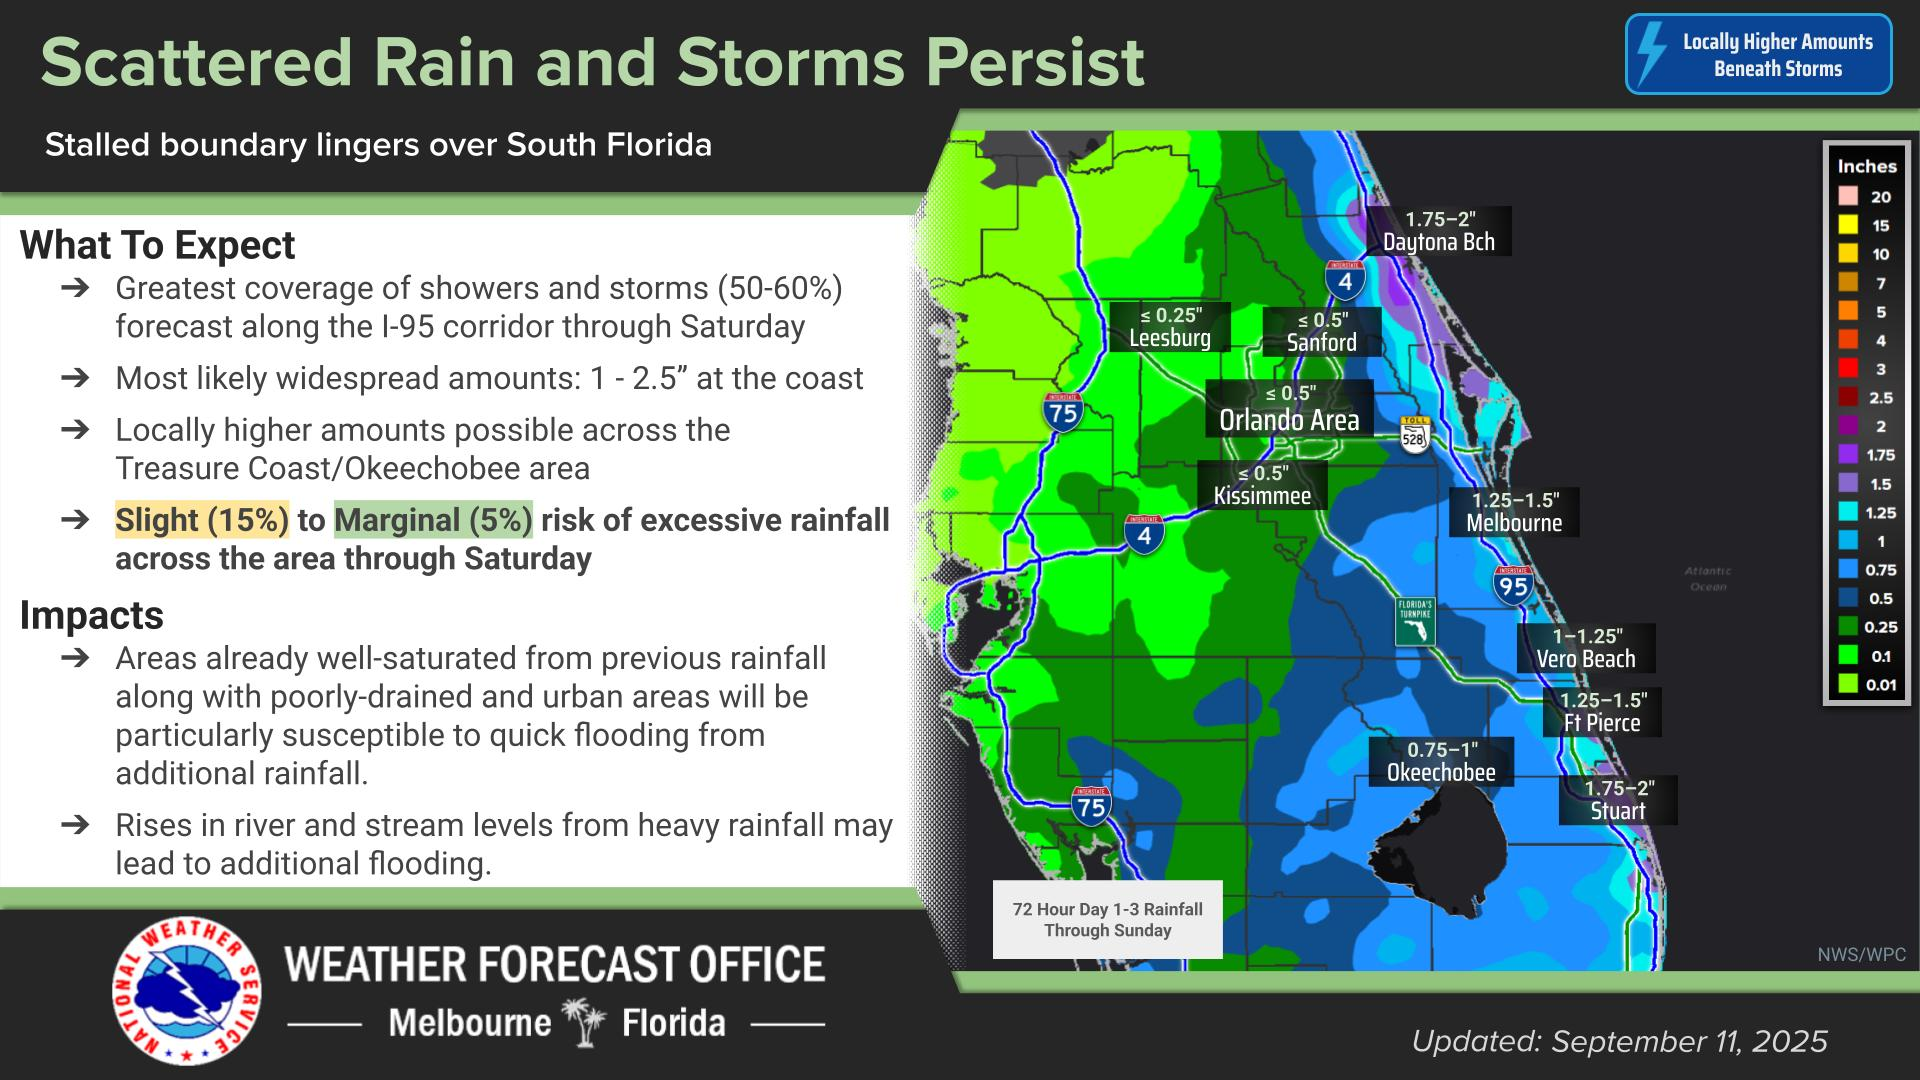 Scattered Rain and Storms Persist
Locally Higher Amounts
Beneath Storms
Stalled boundary lingers over South Florida
What To Expect
➔ Greatest coverage of showers and storms (50-60%)
forecast along the I-95 corridor through Saturday
➔ Most likely widespread amounts: 1 - 2.5” at the coast
➔ Locally higher amounts possible across the
Treasure Coast/Okeechobee area
➔ Slight (15%) to Marginal (5%) risk of excessive rainfall
across the area through Saturday
Impacts
➔ Areas already well-saturated from previous rainfall
along with poorly-drained and urban areas will be
particularly susceptible to quick flooding from
additional rainfall.
➔ Rises in river and stream levels from heavy rainfall may
lead to additional flooding.
1.75–2"
Daytona Bch
INTERSTATE
4
≤ 0.25"
Leesburg
≤ 0.5"
Sanford
≤ 0.5"
Orlando Area
INTERSTATE
75
TOLL
528
≤ 0.5"
Kissimmee
1.25–1.5"
Melbourne
INTERSTATE
4
INTERSTATE
95
Atlantic
Ocean
FLORIDA'S
TURNPIKE
1–1.25"
Vero Beach
1.25–1.5"
Ft Pierce
0.75–1"
Okeechobee
1.75–2"
Stuart
INTERSTATE
75
72 Hour Day 1-3 Rainfall
Through Sunday
Inches
20
15
10
7
5
4
3
2.5
2
1.75
1.5
1.25
1
0.75
0.5
0.25
0.1
0.01
NWS/WPC
NATIONAL WEATHER SERVICE
WEATHER FORECAST OFFICE
Melbourne Florida
Updated: September 11, 2025